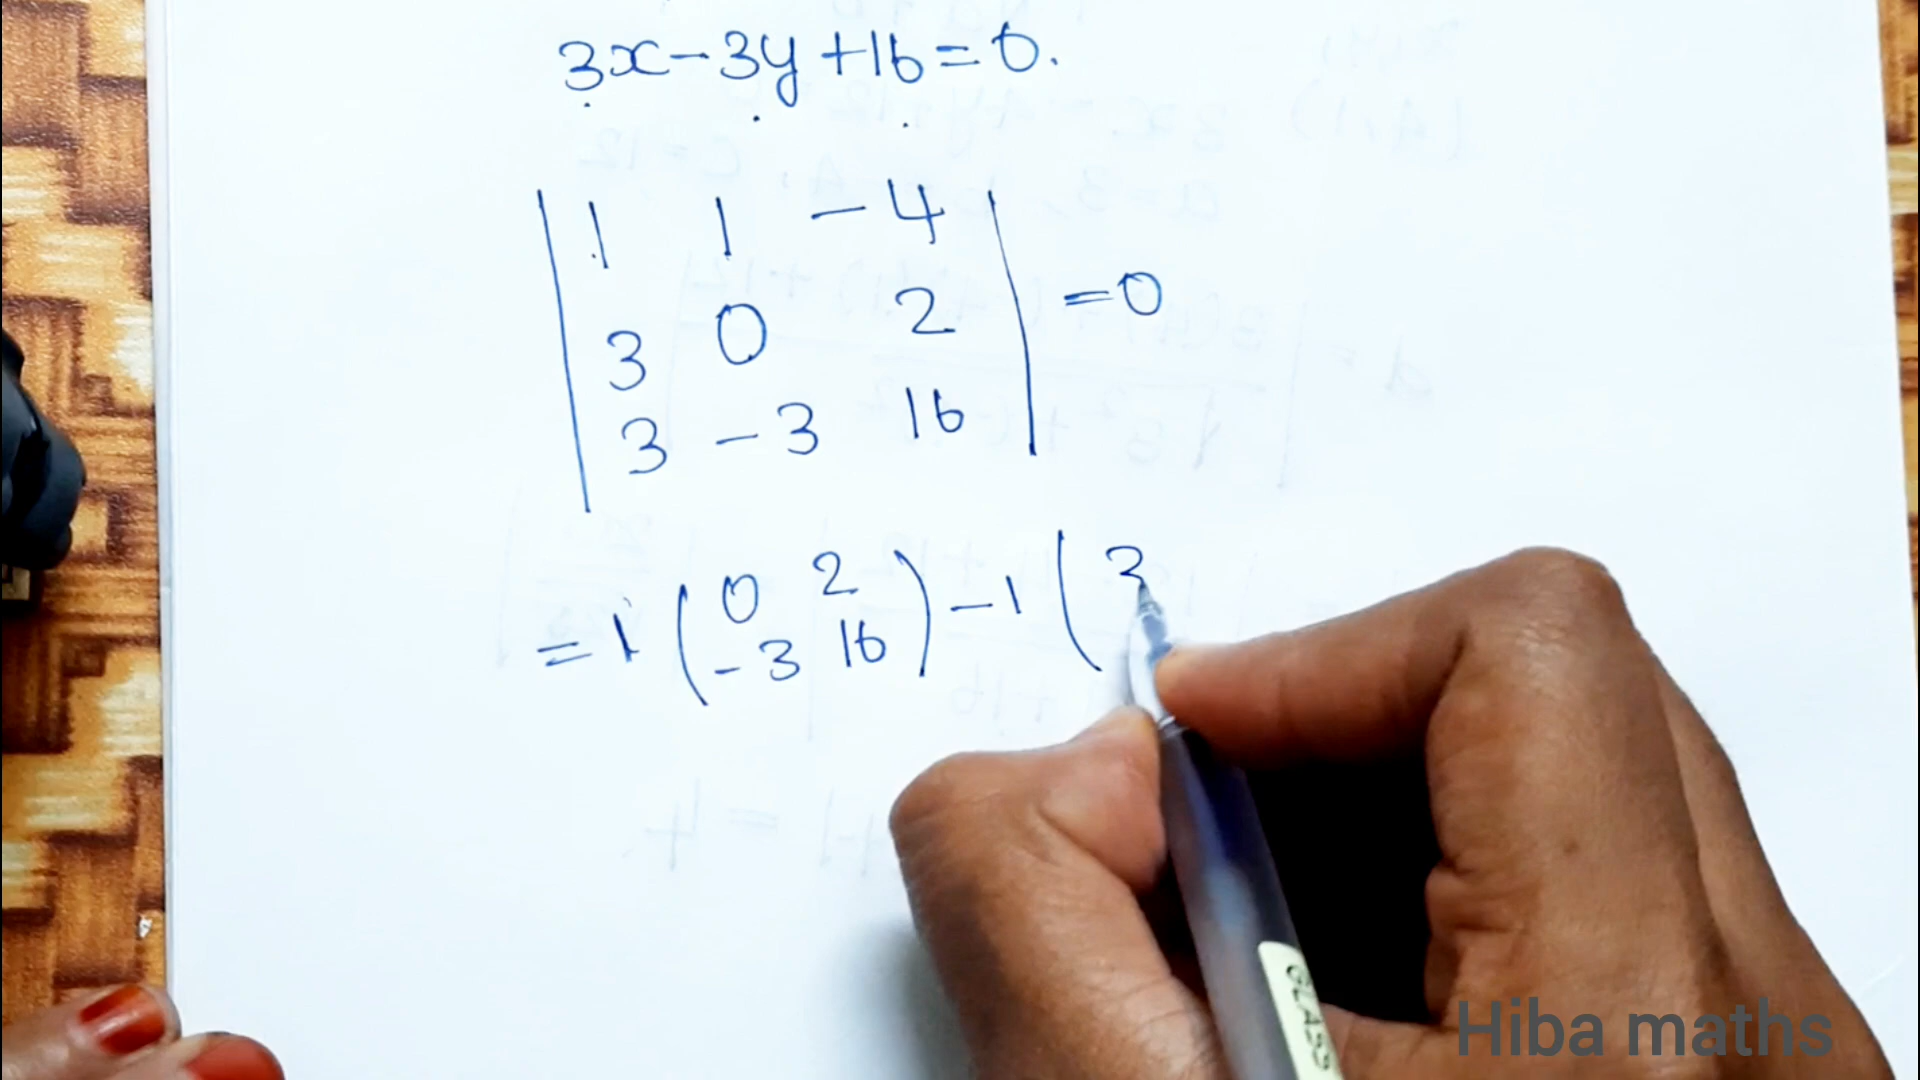 3x-3y+16=0.
| 1 1 -4 |
| 3 0 2 | =0
| 3 -3 16 |
=1 ( 0 2 ) -1 ( 3
-3 16
GLASS
Hiba maths